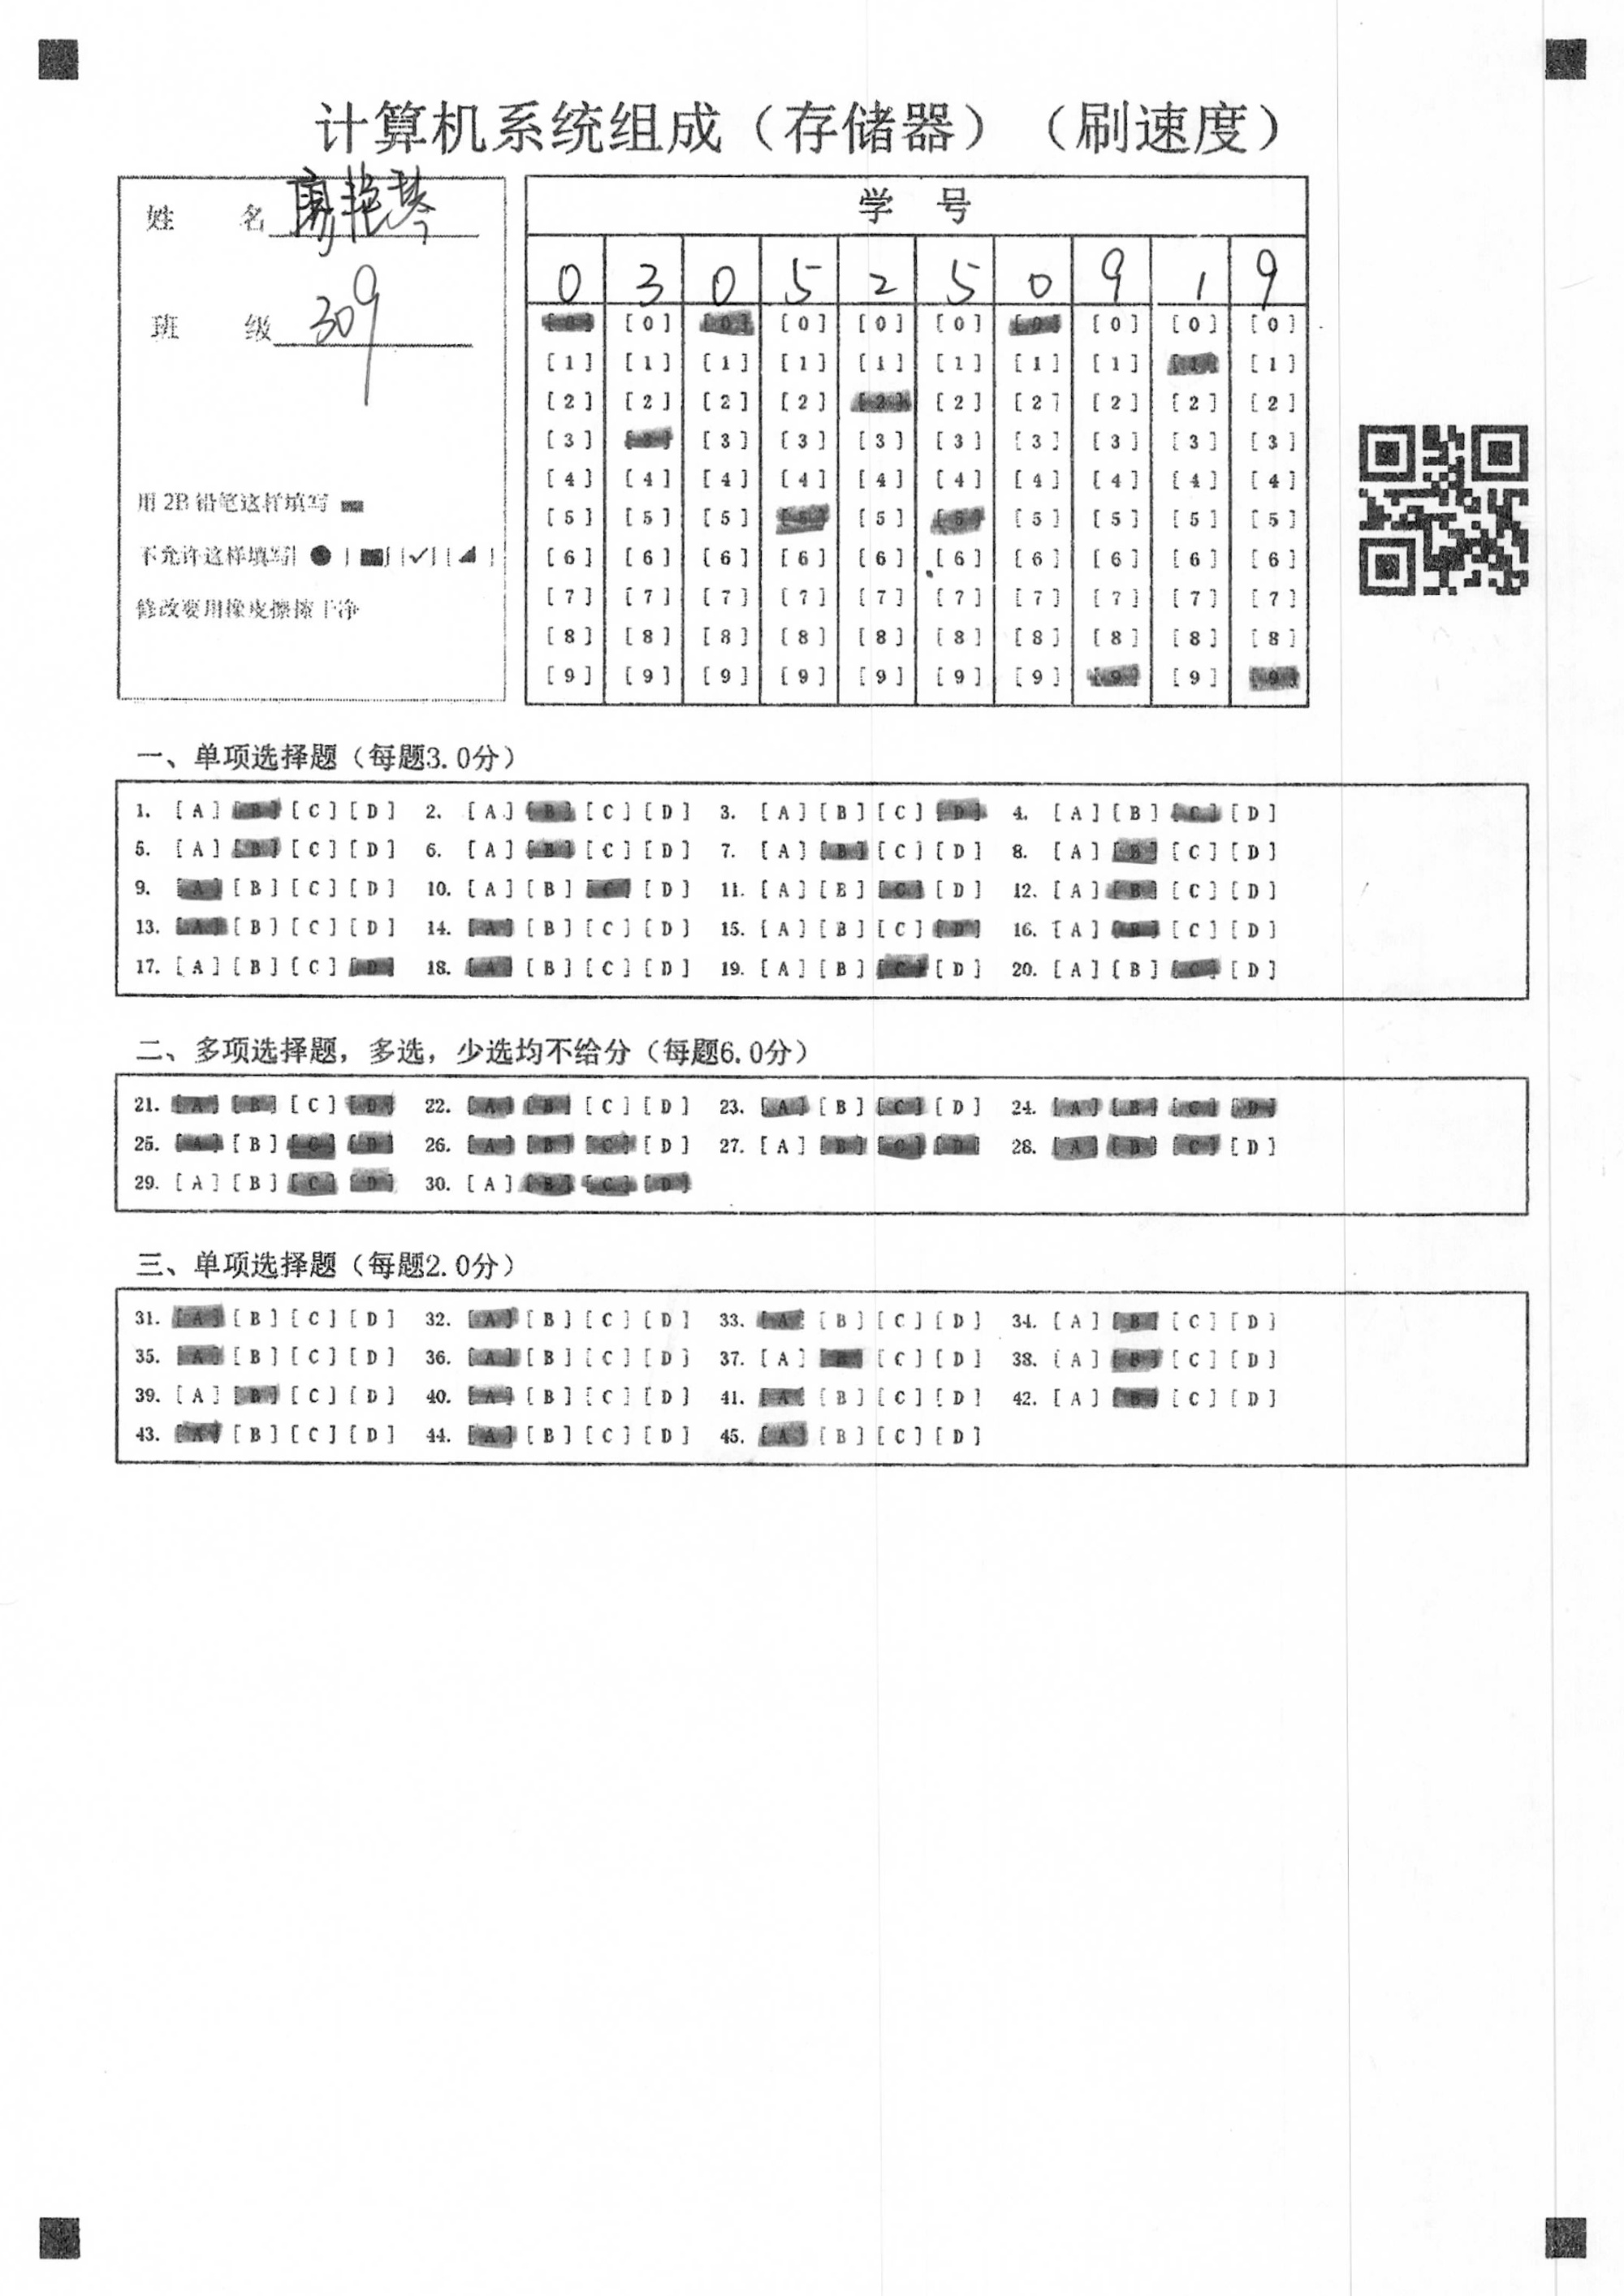 计算机系统组成（存储器）（刷速度）
姓 名 艳琴
班 级 309
用2B铅笔这样填写
不允许这样填写
修改要用橡皮擦擦干净
学 号
0 3 0 5 2 5 0 9 1 9
[0] [0] [0] [0] [0] [0] [0] [0] [0] [0]
[1] [1] [1] [1] [1] [1] [1] [1] [1] [1]
[2] [2] [2] [2] [2] [2] [2] [2] [2] [2]
[3] [3] [3] [3] [3] [3] [3] [3] [3] [3]
[4] [4] [4] [4] [4] [4] [4] [4] [4] [4]
[5] [5] [5] [5] [5] [5] [5] [5] [5] [5]
[6] [6] [6] [6] [6] [6] [6] [6] [6] [6]
[7] [7] [7] [7] [7] [7] [7] [7] [7] [7]
[8] [8] [8] [8] [8] [8] [8] [8] [8] [8]
[9] [9] [9] [9] [9] [9] [9] [9] [9] [9]
一、单项选择题（每题3.0分）
1. [A] [B] [C] [D] 2. [A] [B] [C] [D] 3. [A] [B] [C] [D] 4. [A] [B] [C] [D]
5. [A] [B] [C] [D] 6. [A] [B] [C] [D] 7. [A] [B] [C] [D] 8. [A] [B] [C] [D]
9. [A] [B] [C] [D] 10. [A] [B] [C] [D] 11. [A] [B] [C] [D] 12. [A] [B] [C] [D]
13. [A] [B] [C] [D] 14. [A] [B] [C] [D] 15. [A] [B] [C] [D] 16. [A] [B] [C] [D]
17. [A] [B] [C] [D] 18. [A] [B] [C] [D] 19. [A] [B] [C] [D] 20. [A] [B] [C] [D]
二、多项选择题，多选，少选均不给分（每题6.0分）
21. [A] [B] [C] [D] 22. [A] [B] [C] [D] 23. [A] [B] [C] [D] 24. [A] [B] [C] [D]
25. [A] [B] [C] [D] 26. [A] [B] [C] [D] 27. [A] [B] [C] [D] 28. [A] [B] [C] [D]
29. [A] [B] [C] [D] 30. [A] [B] [C] [D]
三、单项选择题（每题2.0分）
31. [A] [B] [C] [D] 32. [A] [B] [C] [D] 33. [A] [B] [C] [D] 34. [A] [B] [C] [D]
35. [A] [B] [C] [D] 36. [A] [B] [C] [D] 37. [A] [B] [C] [D] 38. [A] [B] [C] [D]
39. [A] [B] [C] [D] 40. [A] [B] [C] [D] 41. [A] [B] [C] [D] 42. [A] [B] [C] [D]
43. [A] [B] [C] [D] 44. [A] [B] [C] [D] 45. [A] [B] [C] [D]